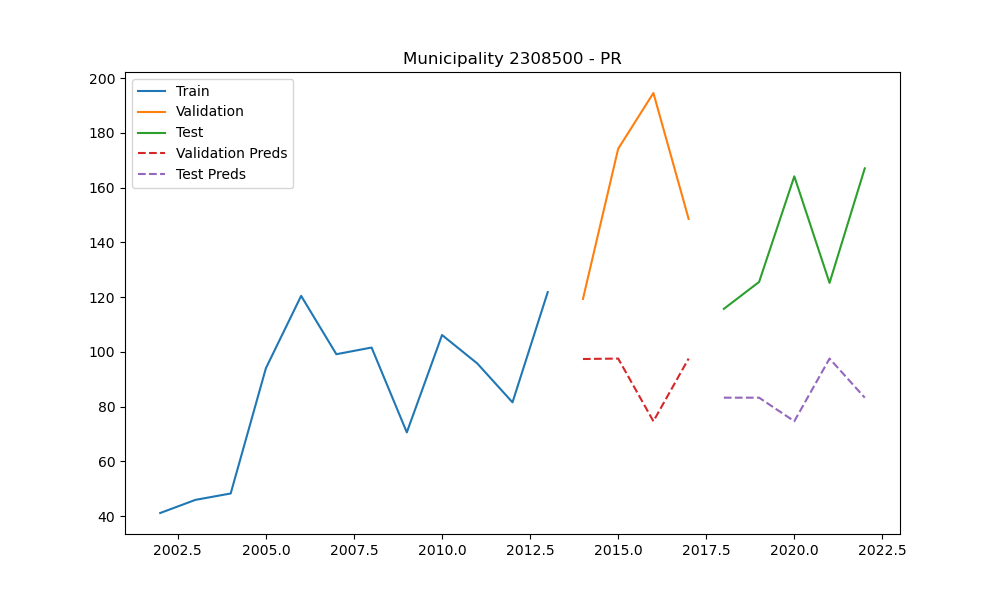 Municipality 2308500 - PR
200
180
160
140
120
100
80
60
40
Train
Validation
Test
Validation Preds
Test Preds
2002.5 2005.0 2007.5 2010.0 2012.5 2015.0 2017.5 2020.0 2022.5